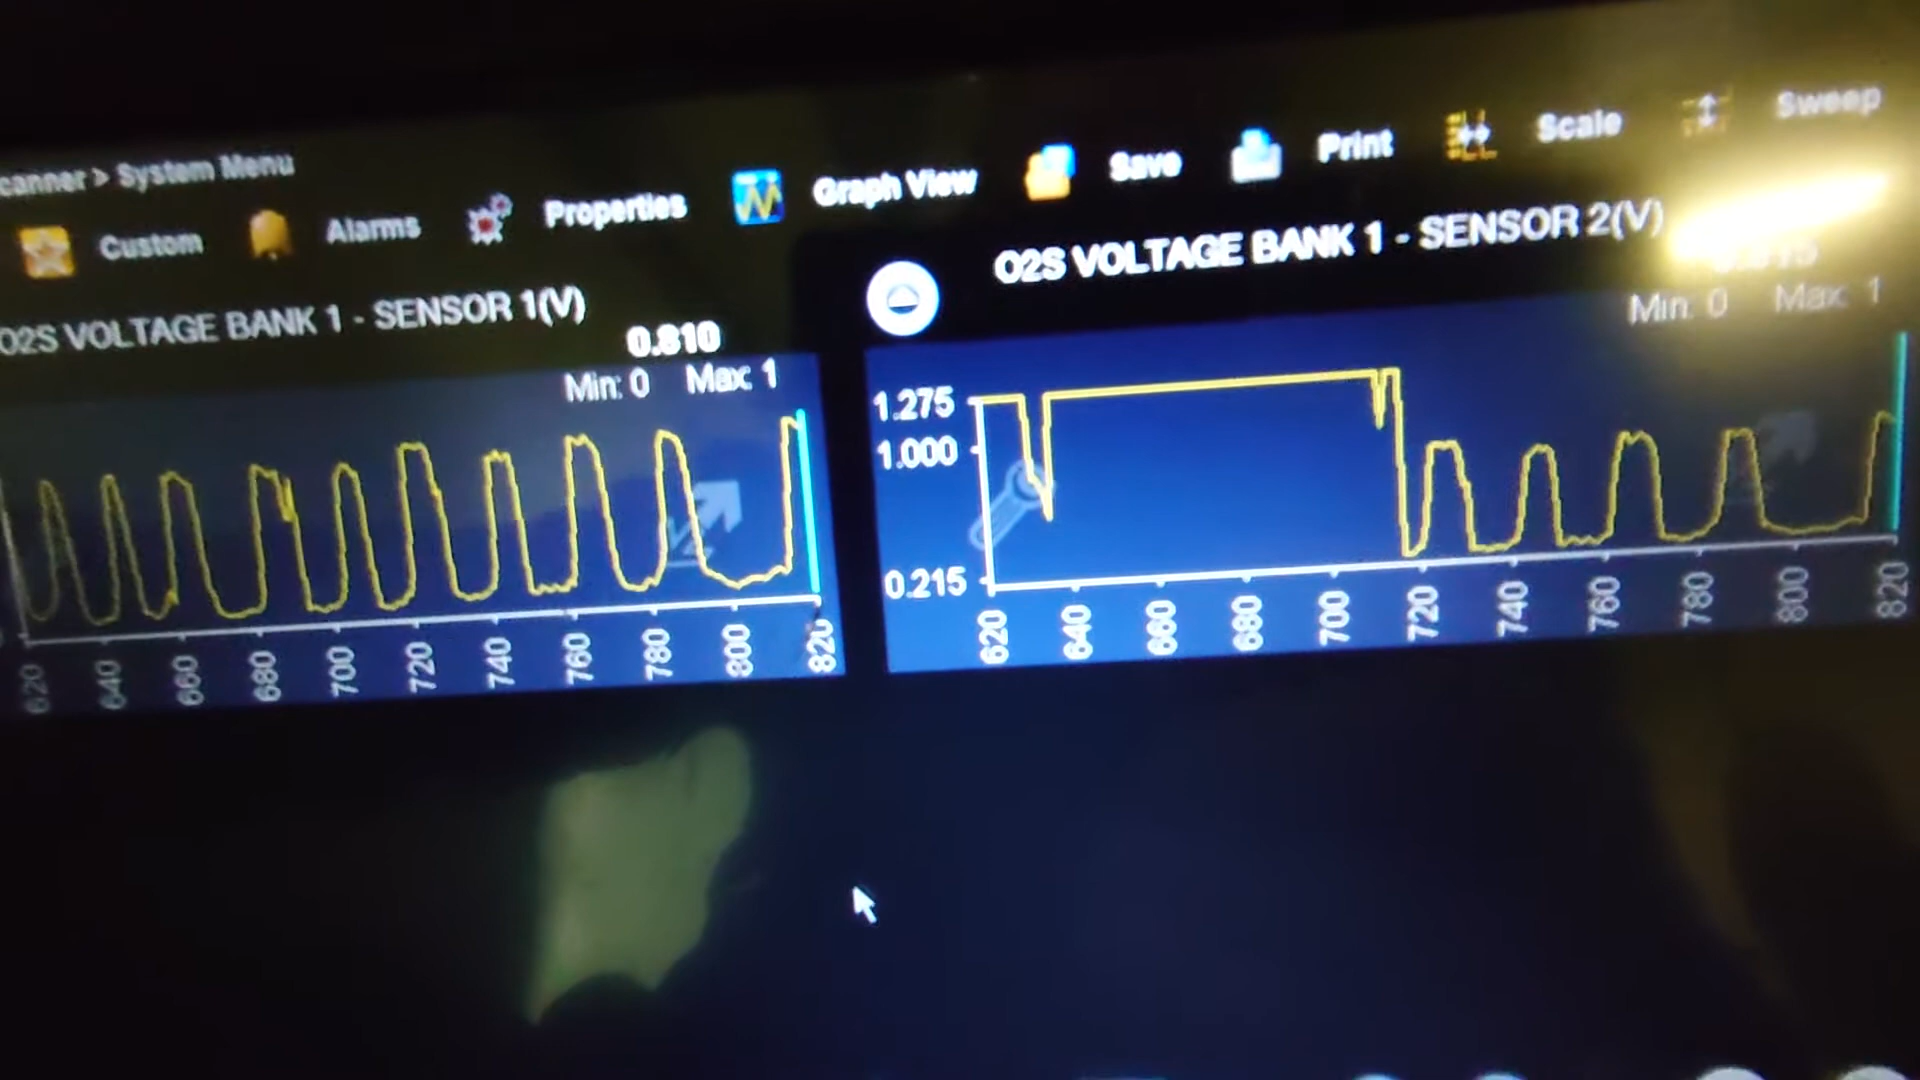 canner > System Menu
Custom Alarms Properties Graph View Save Print Scale Sweep
O2S VOLTAGE BANK 1 - SENSOR 1(V)
0.810
Min: 0 Max: 1
620 640 660 680 700 720 740 760 780 800 820
O2S VOLTAGE BANK 1 - SENSOR 2(V)
Min: 0 Max: 1
1.275
1.000
0.215
620 640 660 680 700 720 740 760 780 800 820